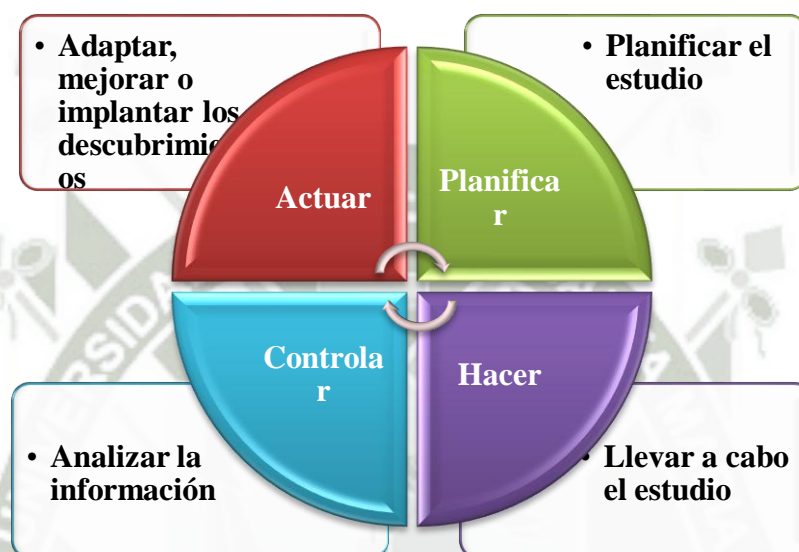 • Adaptar,
mejorar o
implantar los
descubrimi
os
• Planificar el
estudio
Actuar
Planifica
r
Controla
r
Hacer
• Analizar la
información
• Llevar a cabo
el estudio